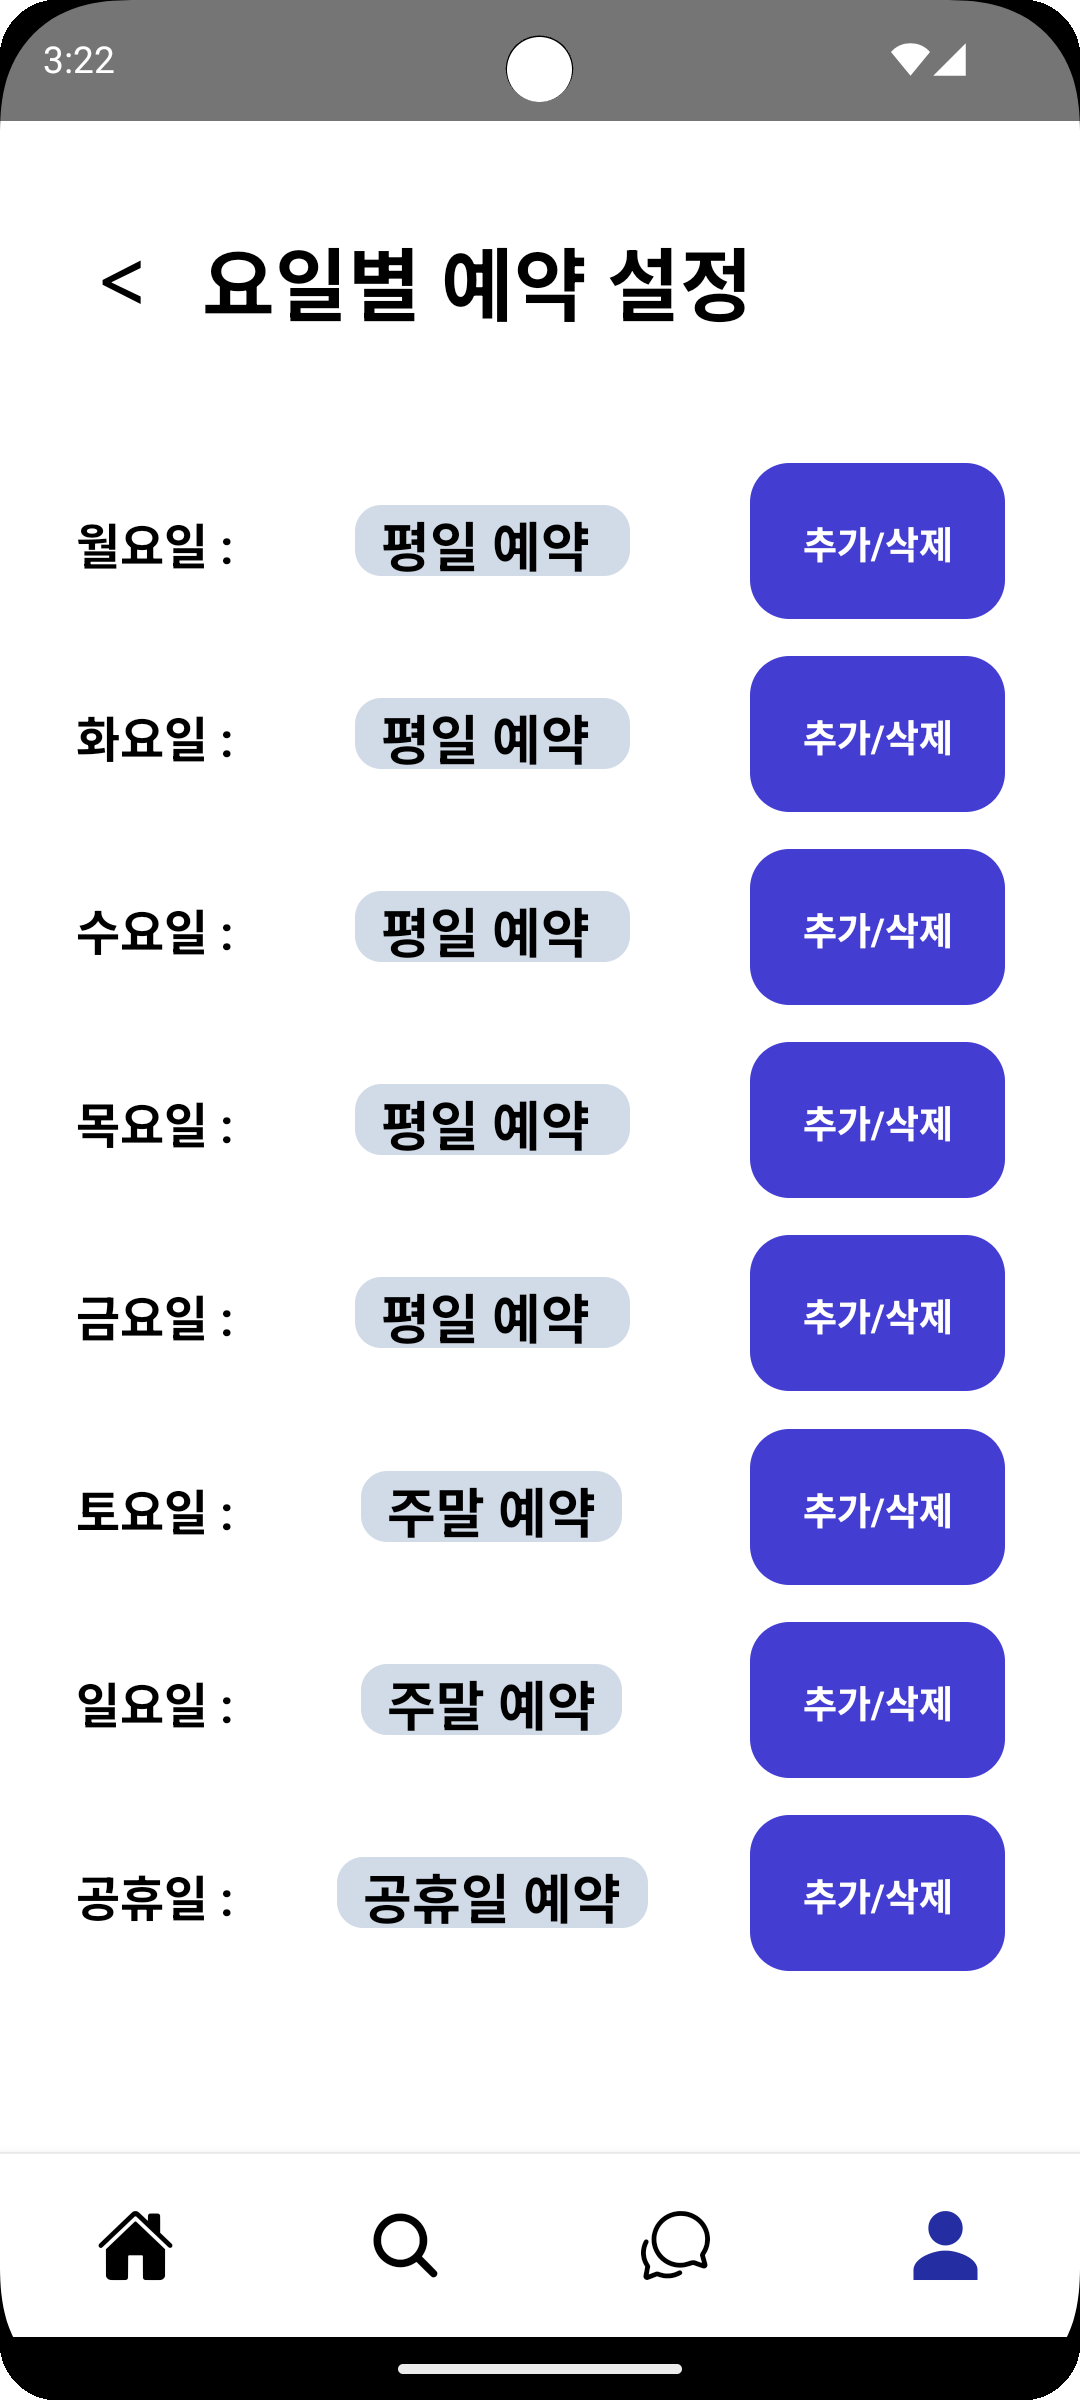 3:22
< 요일별 예약 설정
월요일 : 평일 예약 추가/삭제
화요일 : 평일 예약 추가/삭제
수요일 : 평일 예약 추가/삭제
목요일 : 평일 예약 추가/삭제
금요일 : 평일 예약 추가/삭제
토요일 : 주말 예약 추가/삭제
일요일 : 주말 예약 추가/삭제
공휴일 : 공휴일 예약 추가/삭제